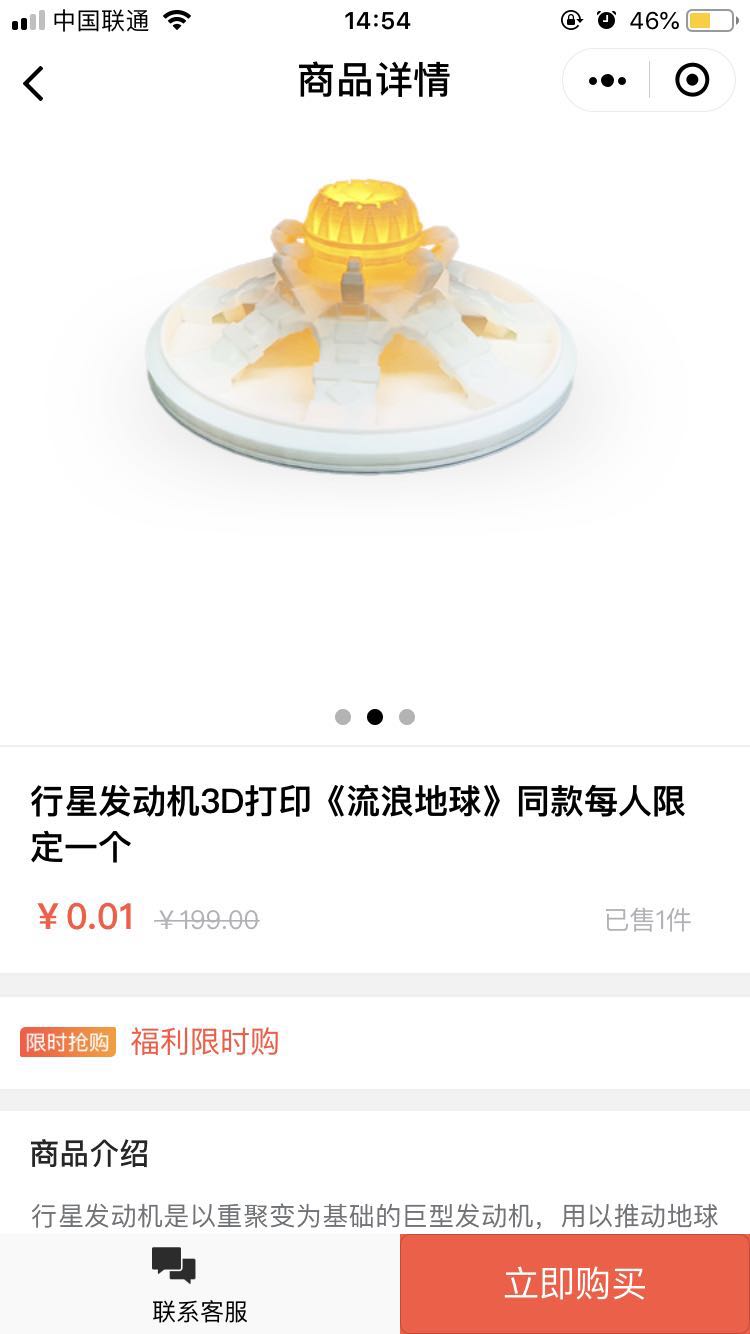 中国联通
14:54
46%
商品详情
行星发动机3D打印《流浪地球》同款每人限
定一个
￥0.01 ￥199.00 已售1件
限时抢购 福利限时购
商品介绍
行星发动机是以重聚变为基础的巨型发动机，用以推动地球
联系客服
立即购买